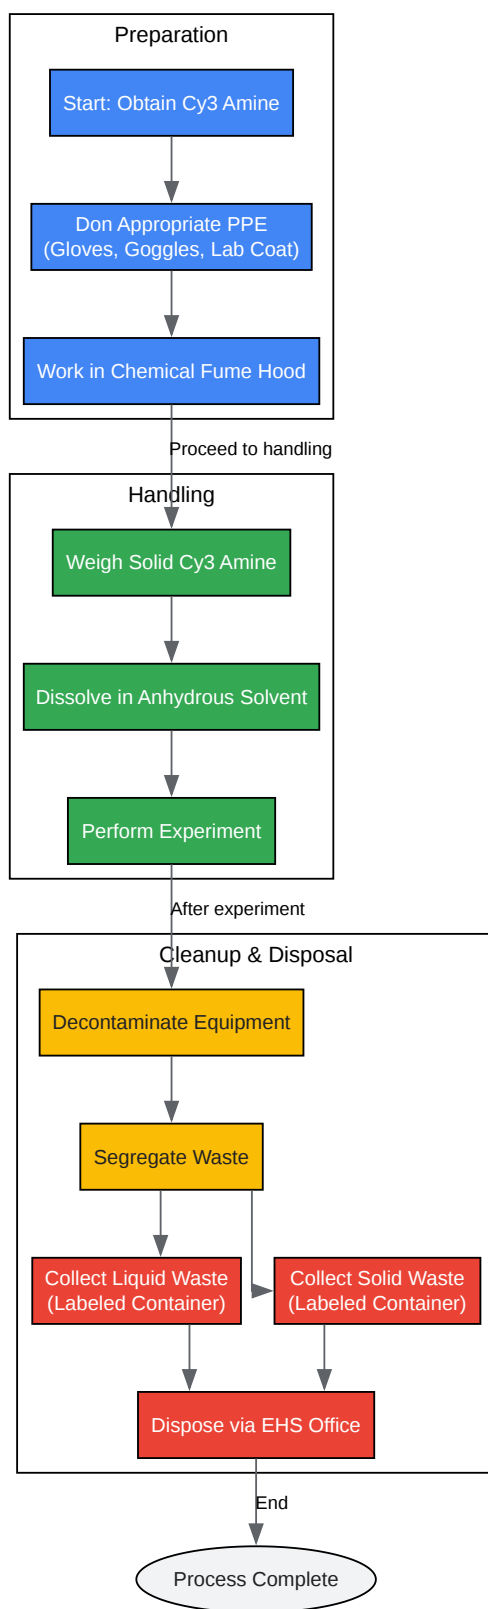 Preparation
Start: Obtain Cy3 Amine
Don Appropriate PPE
(Gloves, Goggles, Lab Coat)
Work in Chemical Fume Hood
Proceed to handling
Handling
Weigh Solid Cy3 Amine
Dissolve in Anhydrous Solvent
Perform Experiment
After experiment
Cleanup & Disposal
Decontaminate Equipment
Segregate Waste
Collect Liquid Waste
(Labeled Container)
Collect Solid Waste
(Labeled Container)
Dispose via EHS Office
End
Process Complete